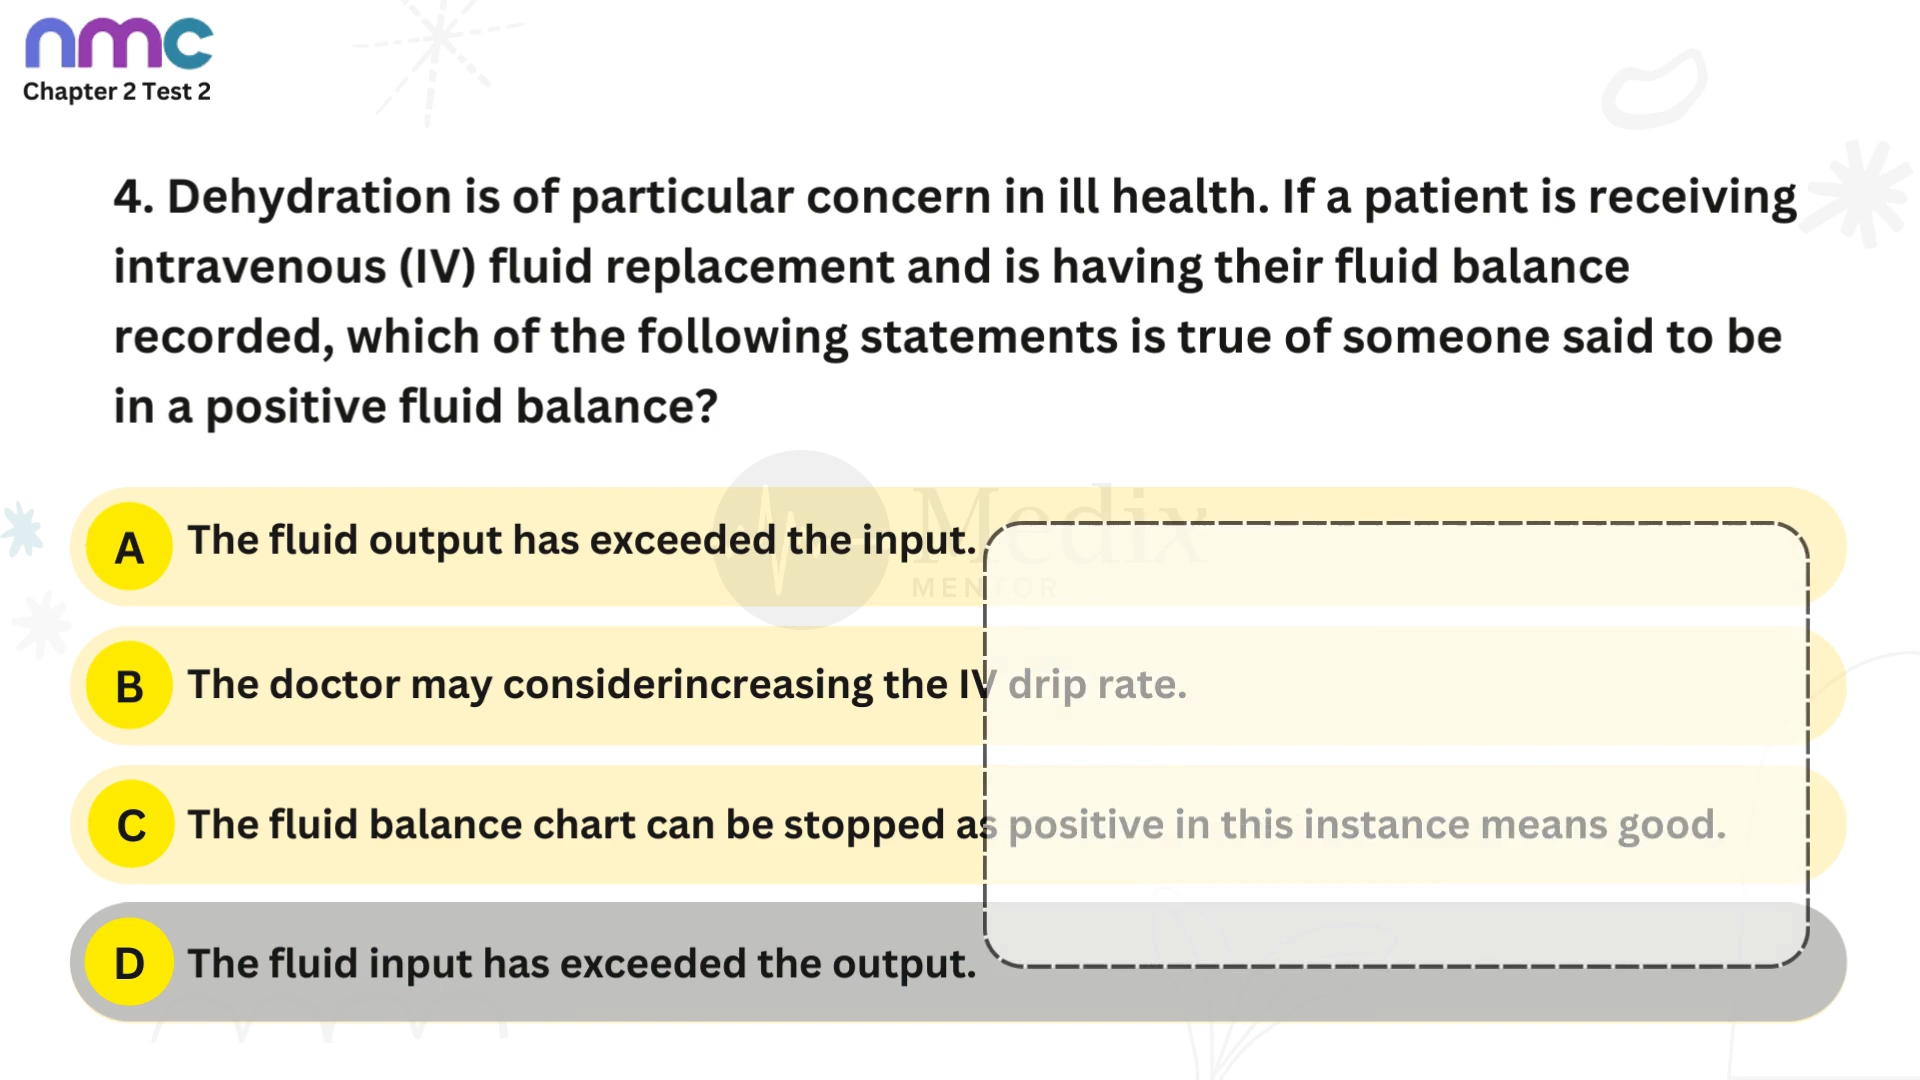 nmc
Chapter 2 Test 2
4. Dehydration is of particular concern in ill health. If a patient is receiving
intravenous (IV) fluid replacement and is having their fluid balance
recorded, which of the following statements is true of someone said to be
in a positive fluid balance?
Medix
MENTOR
A The fluid output has exceeded the input.
B The doctor may considerincreasing the IV drip rate.
C The fluid balance chart can be stopped as positive in this instance means good.
D The fluid input has exceeded the output.